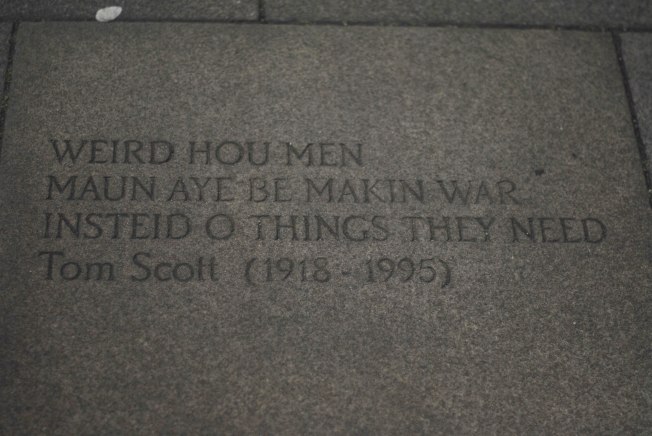 WEIRD HOU MEN
MAUN AYE BE MAKIN WAR
INSTEID O THINGS THEY NEED
Tom Scott (1918 - 1995)